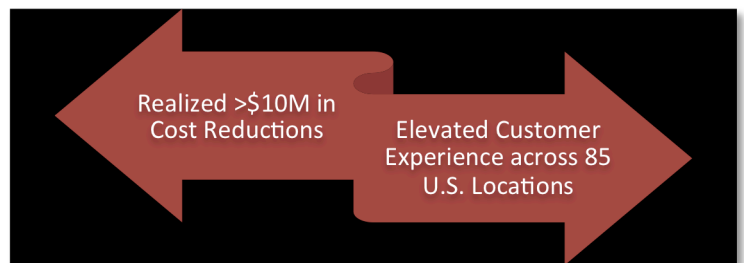 Realized >$10M in
Cost Reductions
Elevated Customer
Experience across 85
U.S. Locations